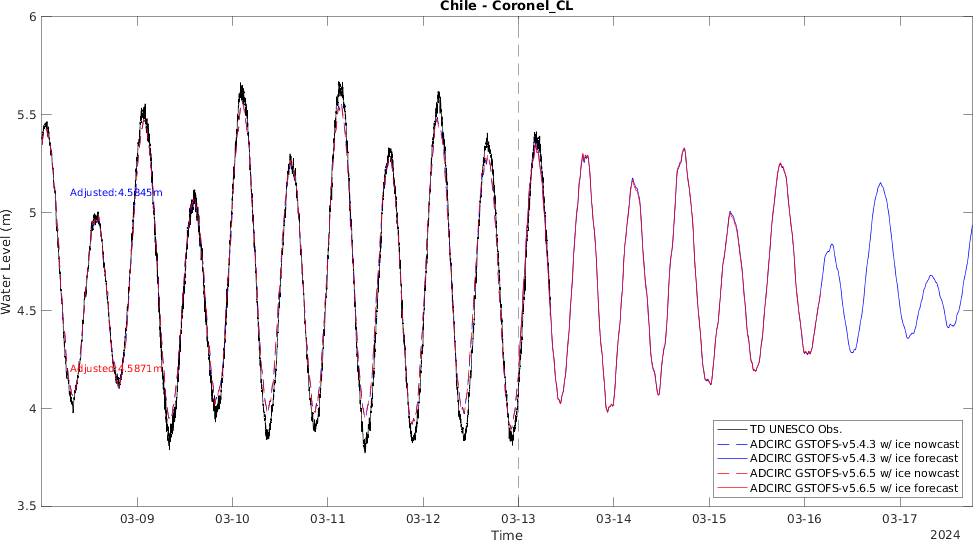 Chile - Coronel_CL
6
5.5
5
4.5
4
3.5
Water Level (m)
Adjusted:4.5845m
Adjusted:4.5871m
TD UNESCO Obs.
ADCIRC GSTOFS-v5.4.3 w/ ice nowcast
ADCIRC GSTOFS-v5.4.3 w/ ice forecast
ADCIRC GSTOFS-v5.6.5 w/ ice nowcast
ADCIRC GSTOFS-v5.6.5 w/ ice forecast
03-09 03-10 03-11 03-12 03-13 03-14 03-15 03-16 03-17
Time
2024